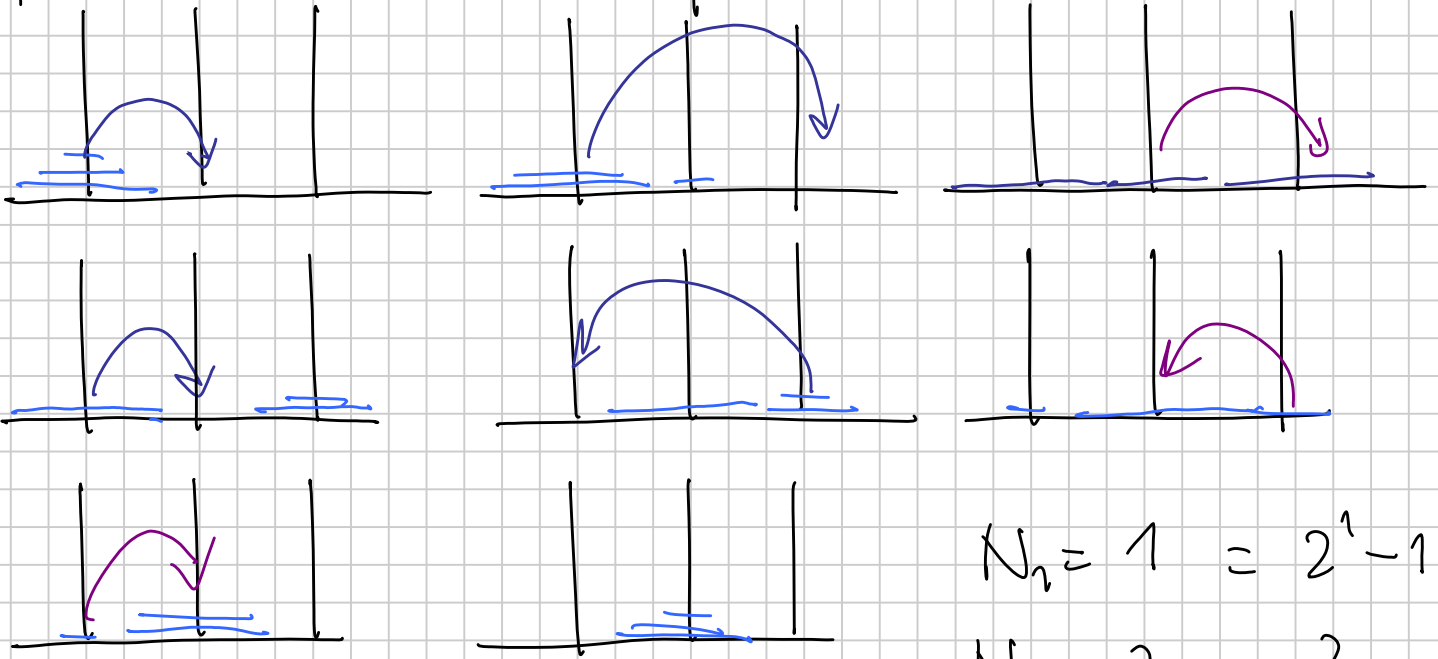 N₁ = 1 = 2¹ - 1